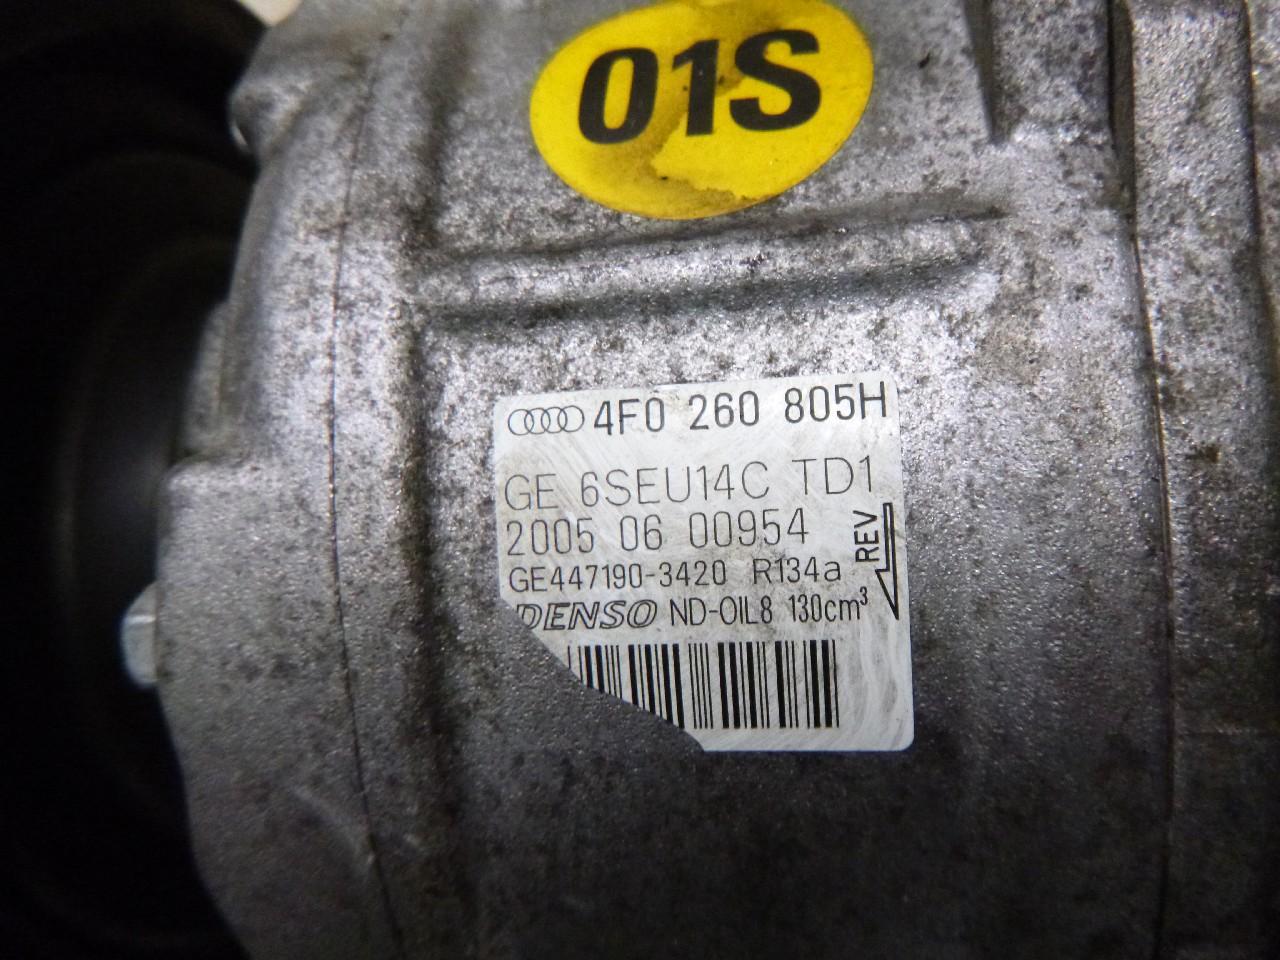 01S
4F0 260 805H
GE 6SEU14C TD1
2005 06 00954
GE447190-3420 R134a
DENSO ND-OIL8 130cm³
REV